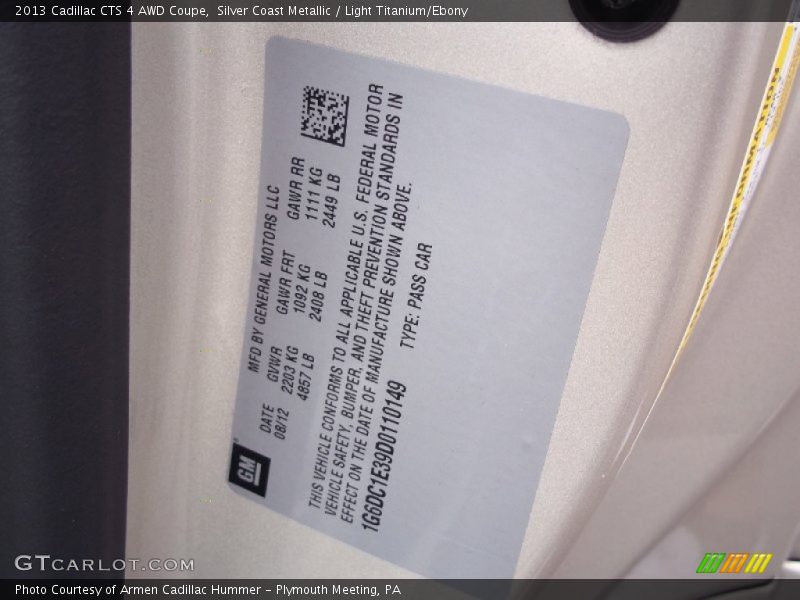 2013 Cadillac CTS 4 AWD Coupe, Silver Coast Metallic / Light Titanium/Ebony
MFD BY GENERAL MOTORS LLC
DATE GVWR GAWR FRT GAWR RR
08/12 2203 KG 1092 KG 1111 KG
4857 LB 2408 LB 2449 LB
GM
THIS VEHICLE CONFORMS TO ALL APPLICABLE U.S. FEDERAL MOTOR
VEHICLE SAFETY, BUMPER, AND THEFT PREVENTION STANDARDS IN
EFFECT ON THE DATE OF MANUFACTURE SHOWN ABOVE.
1G6DC1E39D0110149 TYPE: PASS CAR
GTCARLOT.COM
Photo Courtesy of Armen Cadillac Hummer - Plymouth Meeting, PA